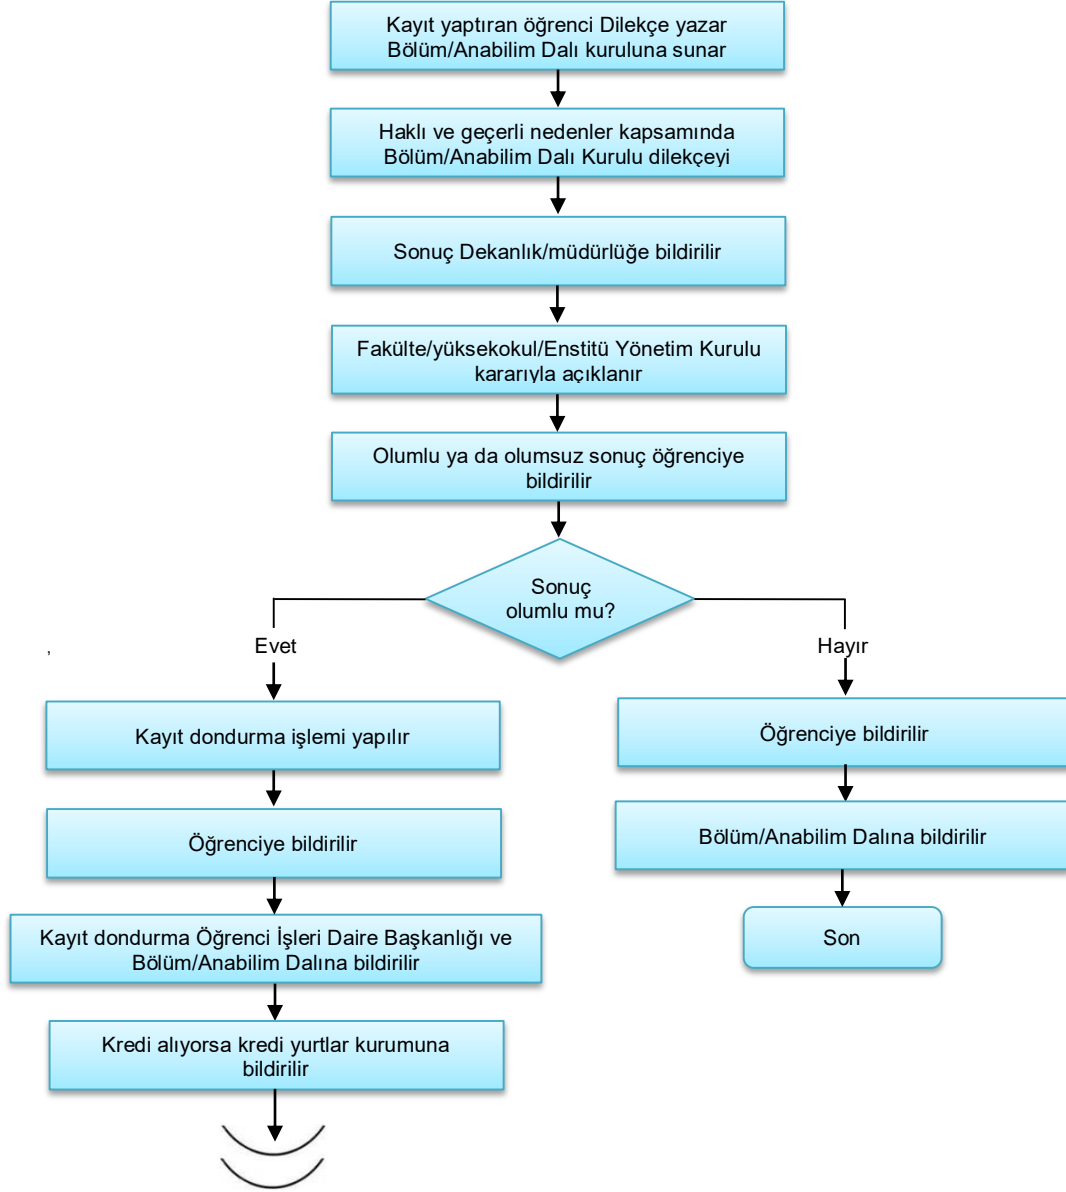 Kayıt yaptıran öğrenci Dilekçe yazar
Bölüm/Anabilim Dalı kuruluna sunar
Haklı ve geçerli nedenler kapsamında
Bölüm/Anabilim Dalı Kurulu dilekçeyi
Sonuç Dekanlık/müdürlüğe bildirilir
Fakülte/yüksekokul/Enstitü Yönetim Kurulu
kararıyla açıklanır
Olumlu ya da olumsuz sonuç öğrenciye
bildirilir
Sonuç
olumlu mu?
,
Evet
Hayır
Kayıt dondurma işlemi yapılır
Öğrenciye bildirilir
Öğrenciye bildirilir
Bölüm/Anabilim Dalına bildirilir
Kayıt dondurma Öğrenci İşleri Daire Başkanlığı ve
Bölüm/Anabilim Dalına bildirilir
Son
Kredi alıyorsa kredi yurtlar kurumuna
bildirilir